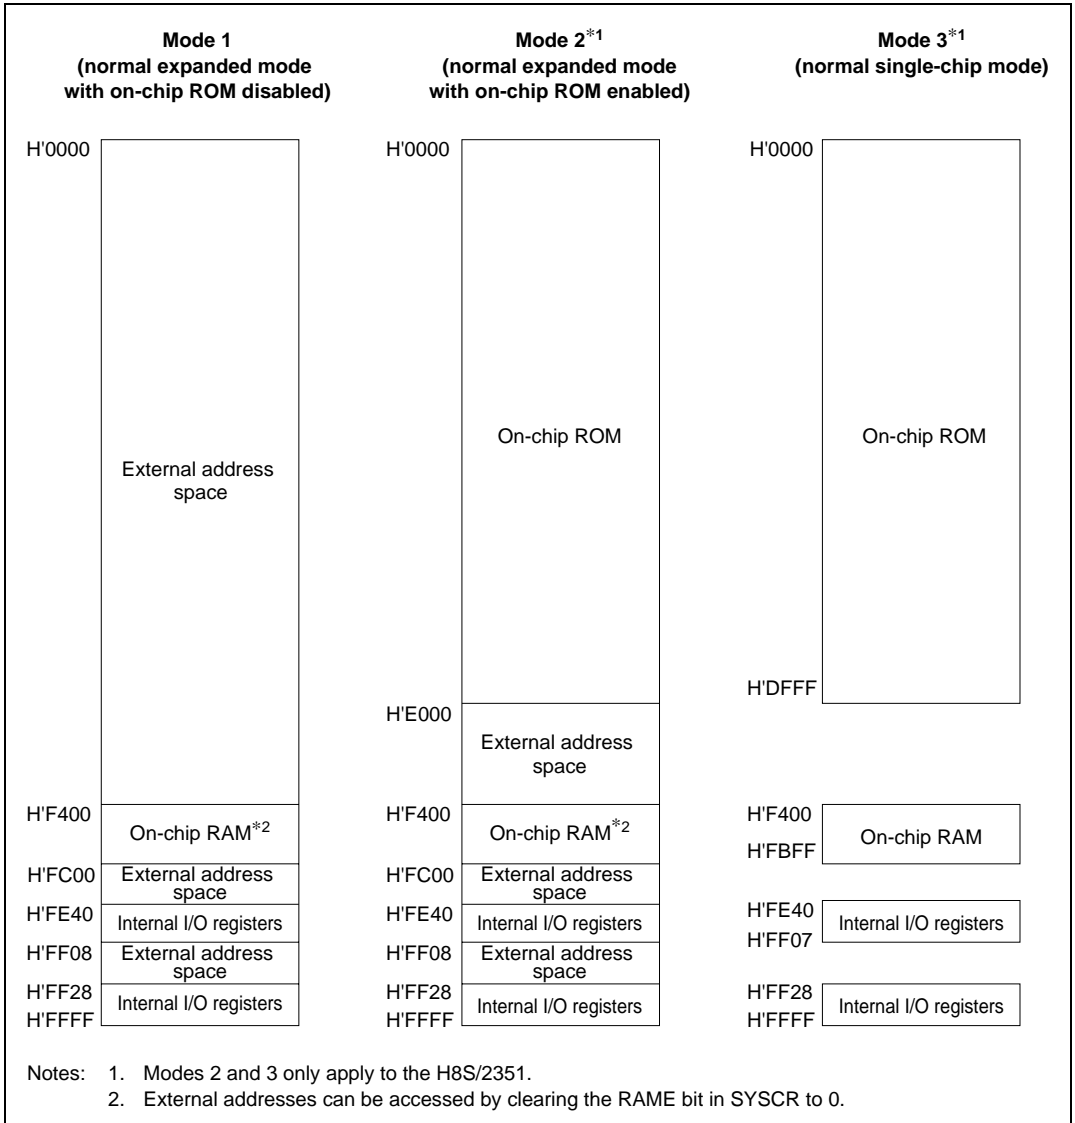 Mode 1
(normal expanded mode
with on-chip ROM disabled)
H'0000
External address
space
H'F400
On-chip RAM*2
H'FC00
External address
space
H'FE40
Internal I/O registers
H'FF08
External address
space
H'FF28
Internal I/O registers
H'FFFF
Mode 2*1
(normal expanded mode
with on-chip ROM enabled)
H'0000
On-chip ROM
H'E000
External address
space
H'F400
On-chip RAM*2
H'FC00
External address
space
H'FE40
Internal I/O registers
H'FF08
External address
space
H'FF28
Internal I/O registers
H'FFFF
Mode 3*1
(normal single-chip mode)
H'0000
On-chip ROM
H'DFFF
H'F400
On-chip RAM
H'FBFF
H'FE40
Internal I/O registers
H'FF07
H'FF28
Internal I/O registers
H'FFFF
Notes: 1. Modes 2 and 3 only apply to the H8S/2351.
2. External addresses can be accessed by clearing the RAME bit in SYSCR to 0.